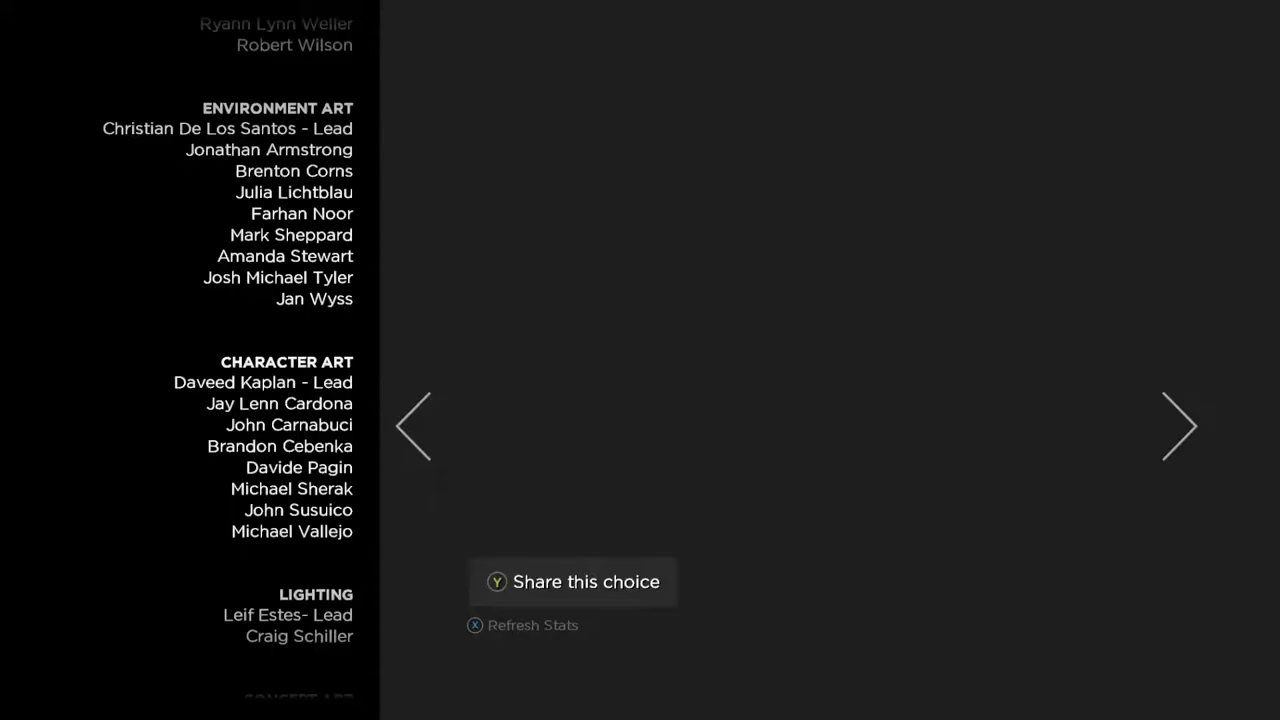 Ryann Lynn Weller
Robert Wilson
ENVIRONMENT ART
Christian De Los Santos - Lead
Jonathan Armstrong
Brenton Corns
Julia Lichtblau
Farhan Noor
Mark Sheppard
Amanda Stewart
Josh Michael Tyler
Jan Wyss
CHARACTER ART
Daveed Kaplan - Lead
Jay Lenn Cardona
John Carnabuci
Brandon Cebenka
Davide Pagin
Michael Sherak
John Susuico
Michael Vallejo
LIGHTING
Leif Estes- Lead
Craig Schiller
CONCEPT ART
Y Share this choice
X Refresh Stats